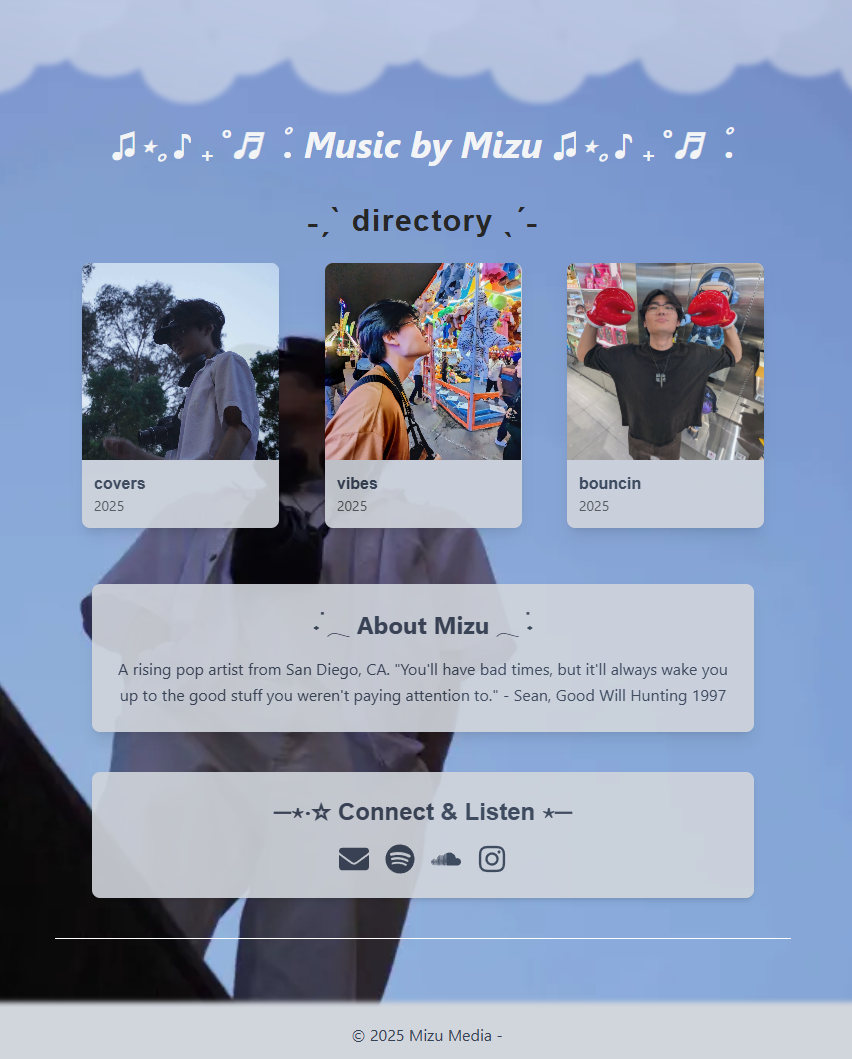 ♫⋆｡♪ ₊˚♬ ﾟ. Music by Mizu ♫⋆｡♪ ₊˚♬ ﾟ.
-ˏˋ directory ˎˊ-
covers
2025
vibes
2025
bouncin
2025
⋅˙︵ About Mizu ︵˙⋅
A rising pop artist from San Diego, CA. "You'll have bad times, but it'll always wake you
up to the good stuff you weren't paying attention to." - Sean, Good Will Hunting 1997
—⋆⋅☆ Connect & Listen ⋆—
© 2025 Mizu Media -